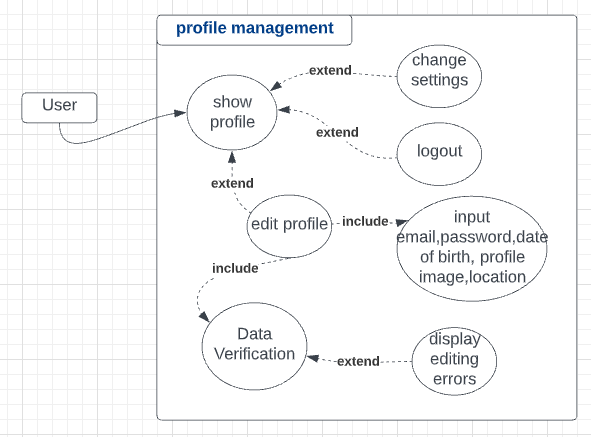 profile management
User
show
profile
extend
change
settings
extend
logout
extend
edit profile
include
input
email,password,date
of birth, profile
image,location
include
Data
Verification
extend
display
editing
errors